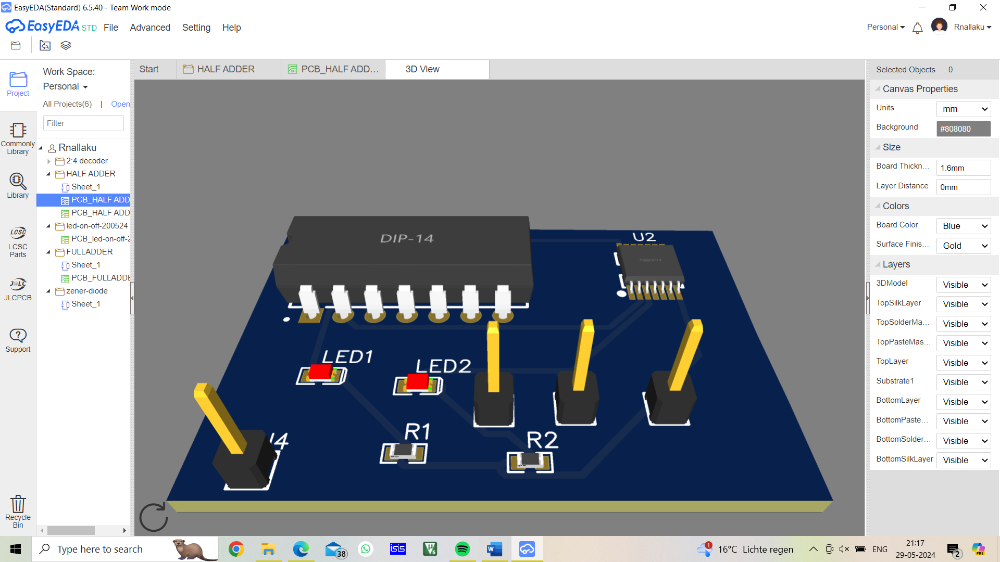 EasyEDA(Standard) 6.5.40 - Team Work mode
EasyEDA STD File Advanced Setting Help
Personal Rnallaku
Start HALF ADDER PCB_HALF ADD... 3D View
Project
Commonly Library
Library
LCSC
LCSC Parts
J@LC
JLCPCB
Support
Recycle Bin
Work Space:
Personal
All Projects(6) | Open
Filter
Rnallaku
2:4 decoder
HALF ADDER
Sheet_1
PCB_HALF ADD
PCB_HALF ADD
led-on-off-200524
PCB_led-on-off-2
FULLADDER
Sheet_1
PCB_FULLADDE
zener-diode
Sheet_1
DIP-14
U2
TSSOP14
LED1
LED2
R1
R2
Selected Objects 0
Canvas Properties
Units mm
Background #808080
Size
Board Thickn... 1.6mm
Layer Distance 0mm
Colors
Board Color Blue
Surface Finis... Gold
Layers
3DModel Visible
TopSilkLayer Visible
TopSolderMa... Visible
TopPasteMas... Visible
TopLayer Visible
Substrate1 Visible
BottomLayer Visible
BottomPaste... Visible
BottomSolder... Visible
BottomSilkLayer Visible
Type here to search
38
isis
W
1
16°C Lichte regen
ENG
21:17
29-05-2024
2
PRE